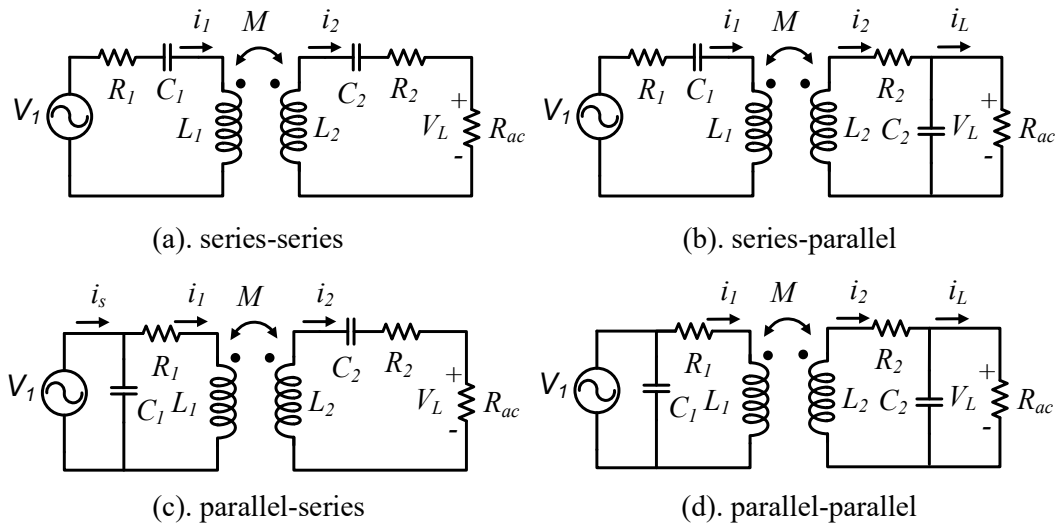 i1 M i2
R1 C1 C2 R2
V1 L1 L2 + VL - Rac
(a). series-series
i1 M i2 iL
R1 C1 R2
V1 L1 L2 C2 + VL - Rac
(b). series-parallel
is i1 M i2
R1 C2 R2
V1 C1 L1 L2 + VL - Rac
(c). parallel-series
i1 M i2 iL
R1 R2
V1 C1 L1 L2 C2 + VL - Rac
(d). parallel-parallel